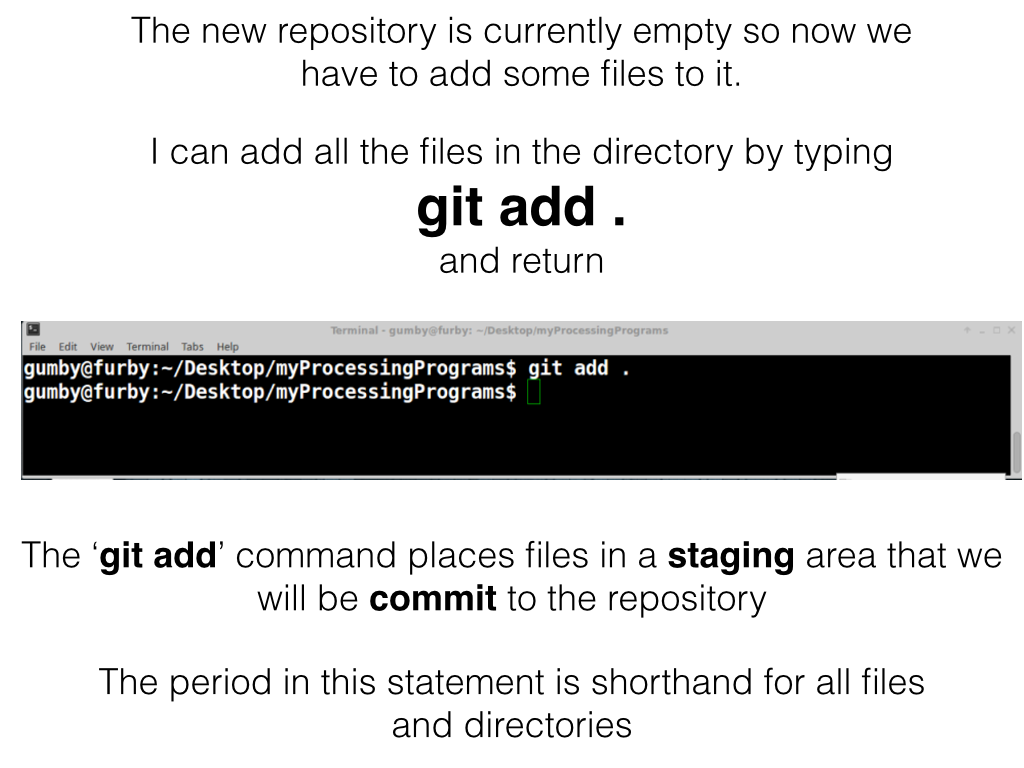 The new repository is currently empty so now we
have to add some files to it.
I can add all the files in the directory by typing
git add .
and return
Terminal - gumby@furby: ~/Desktop/myProcessingPrograms
File Edit View Terminal Tabs Help
gumby@furby:~/Desktop/myProcessingPrograms$ git add .
gumby@furby:~/Desktop/myProcessingPrograms$
The ‘git add’ command places files in a staging area that we
will be commit to the repository
The period in this statement is shorthand for all files
and directories